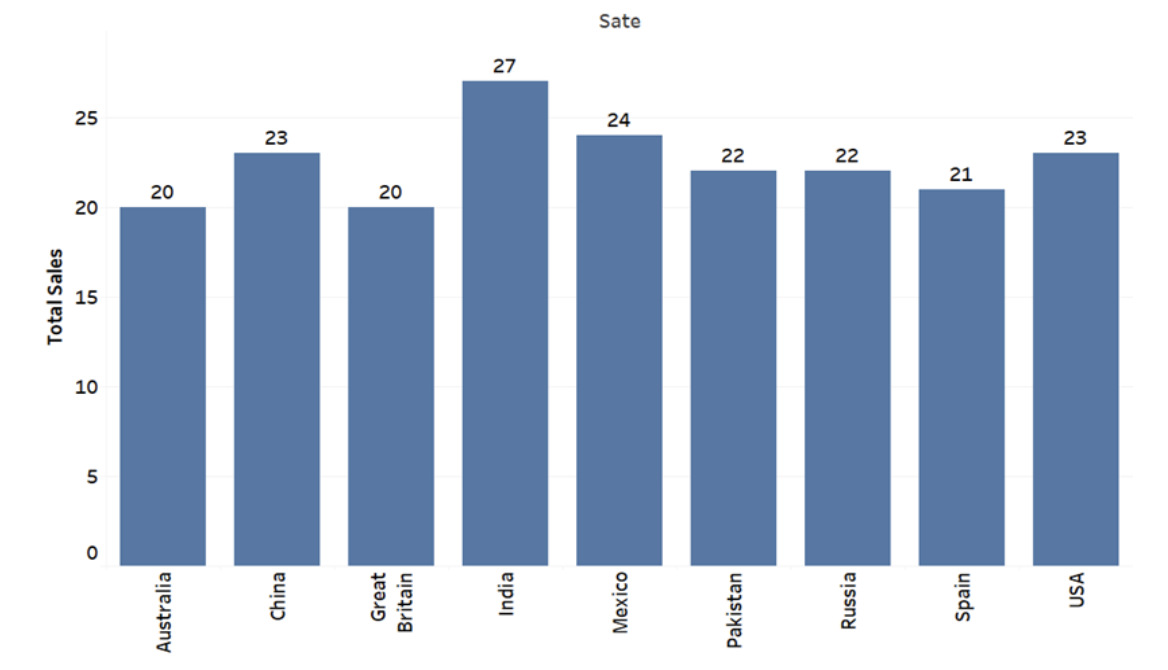 Sate
27
24
23
23
22
22
21
20
20
25
20
15
10
5
0
Total Sales
Australia
China
Great
Britain
India
Mexico
Pakistan
Russia
Spain
USA